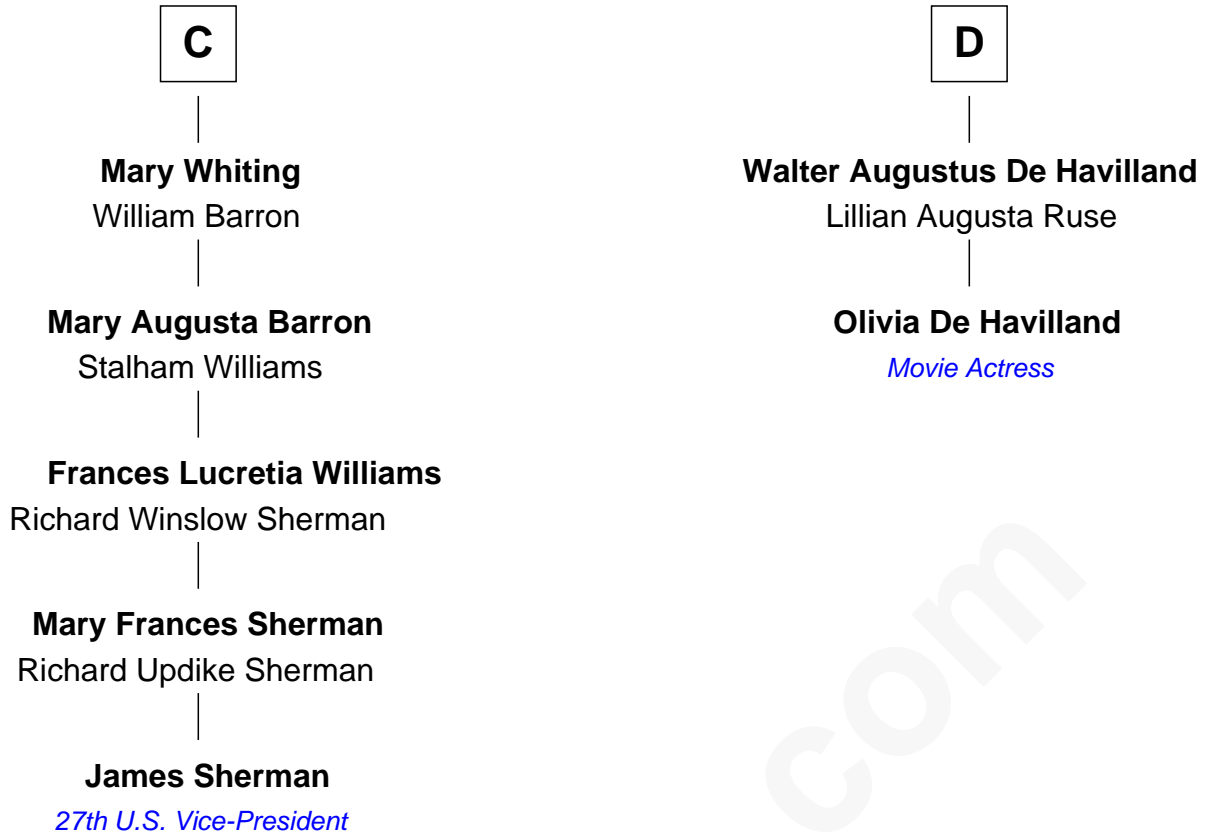 C
Mary Whiting
William Barron
Mary Augusta Barron
Stalham Williams
Frances Lucretia Williams
Richard Winslow Sherman
Mary Frances Sherman
Richard Updike Sherman
James Sherman
27th U.S. Vice-President
D
Walter Augustus De Havilland
Lillian Augusta Ruse
Olivia De Havilland
Movie Actress
com